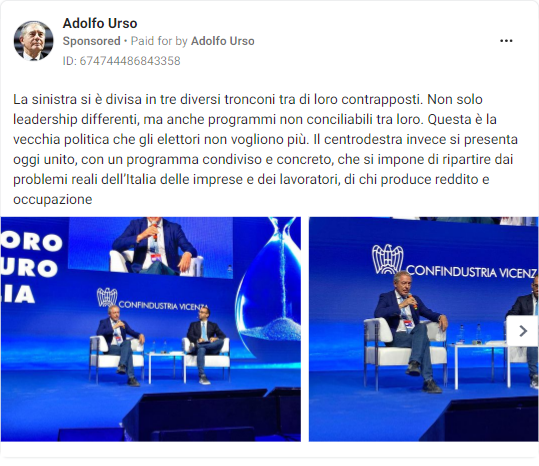 Adolfo Urso
Sponsored • Paid for by Adolfo Urso
ID: 674744486843358
La sinistra si è divisa in tre diversi tronconi tra di loro contrapposti. Non solo
leadership differenti, ma anche programmi non conciliabili tra loro. Questa è la
vecchia politica che gli elettori non vogliono più. Il centrodestra invece si presenta
oggi unito, con un programma condiviso e concreto, che si impone di ripartire dai
problemi reali dell'Italia delle imprese e dei lavoratori, di chi produce reddito e
occupazione
ORO
URO
LIA
CONFINDUSTRIA VICENZ
CONFINDUSTRIA VICENZA